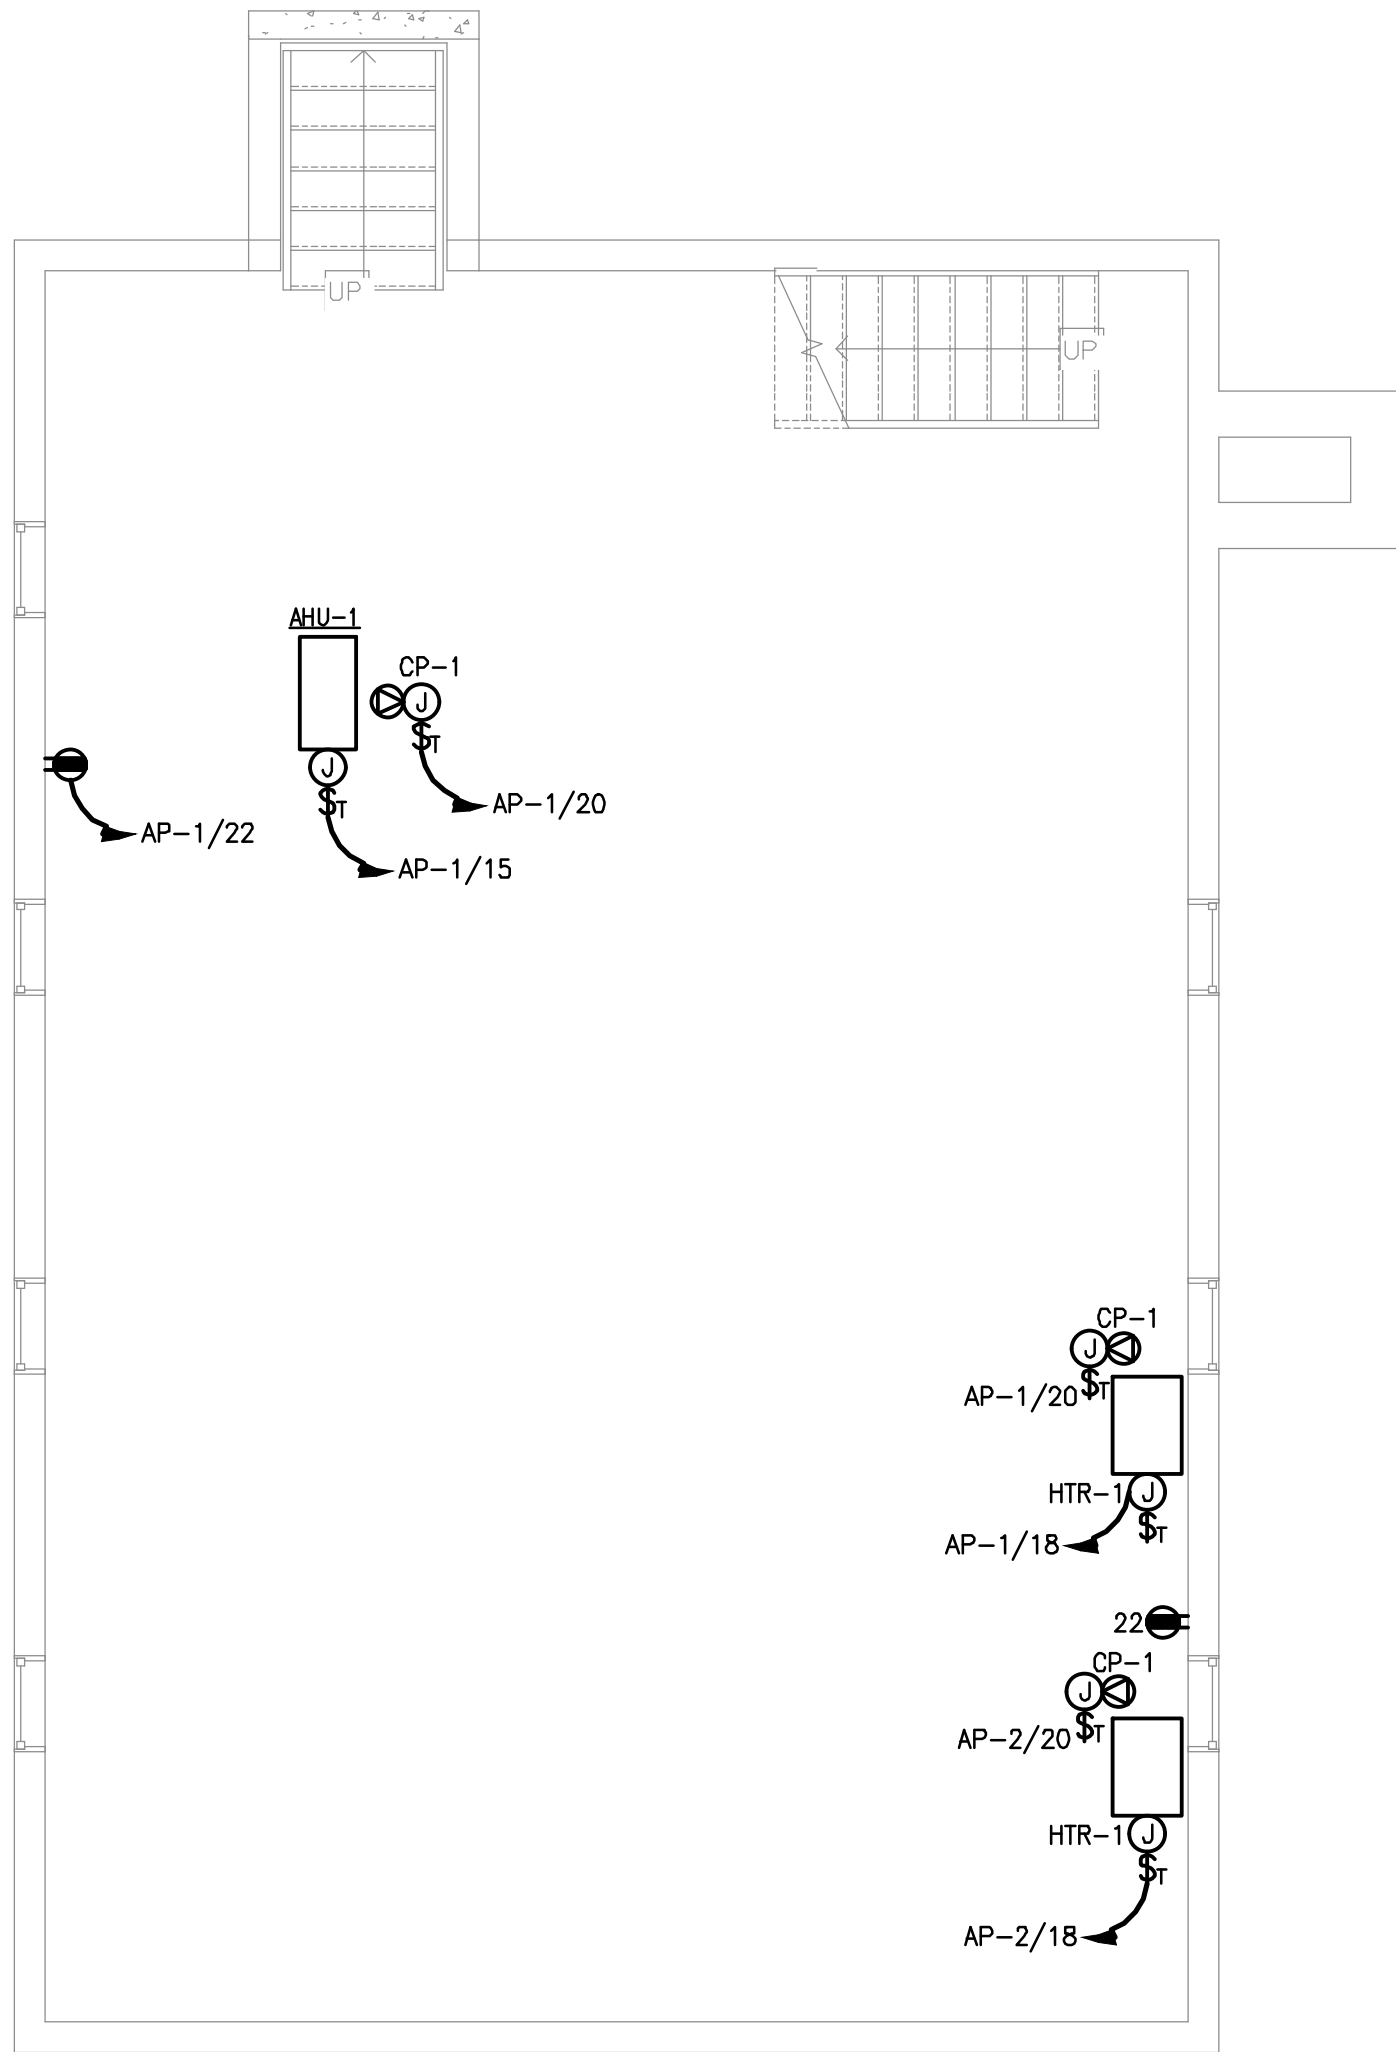 UP
UP
AHU-1
CP-1
J
$T
J
$T
AP-1/20
AP-1/22
AP-1/15
CP-1
J
$T
AP-1/20
HTR-1
J
$T
AP-1/18
22
CP-1
J
$T
AP-2/20
HTR-1
J
$T
AP-2/18